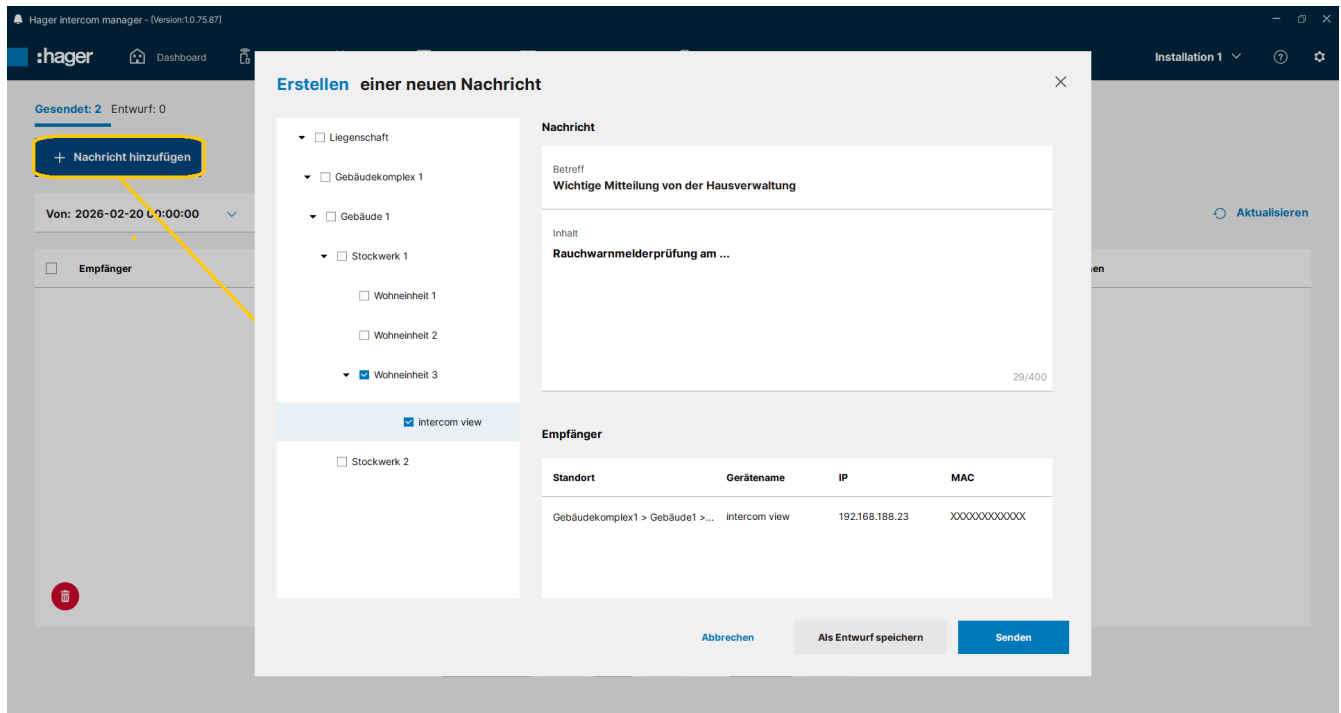 Hager intercom manager - [Version:1.0.75.87]
:hager
Dashboard
Installation 1
Gesendet: 2 Entwurf: 0
+ Nachricht hinzufügen
Von: 2026-02-20 00:00:00
Aktualisieren
Empfänger
en
Erstellen einer neuen Nachricht
Liegenschaft
Gebäudekomplex 1
Gebäude 1
Stockwerk 1
Wohneinheit 1
Wohneinheit 2
Wohneinheit 3
intercom view
Stockwerk 2
Nachricht
Betreff
Wichtige Mitteilung von der Hausverwaltung
Inhalt
Rauchwarnmelderprüfung am ...
29/400
Empfänger
Standort Gerätename IP MAC
Gebäudekomplex1 > Gebäude1 >... intercom view 192.168.188.23 XXXXXXXXXXXX
Abbrechen
Als Entwurf speichern
Senden